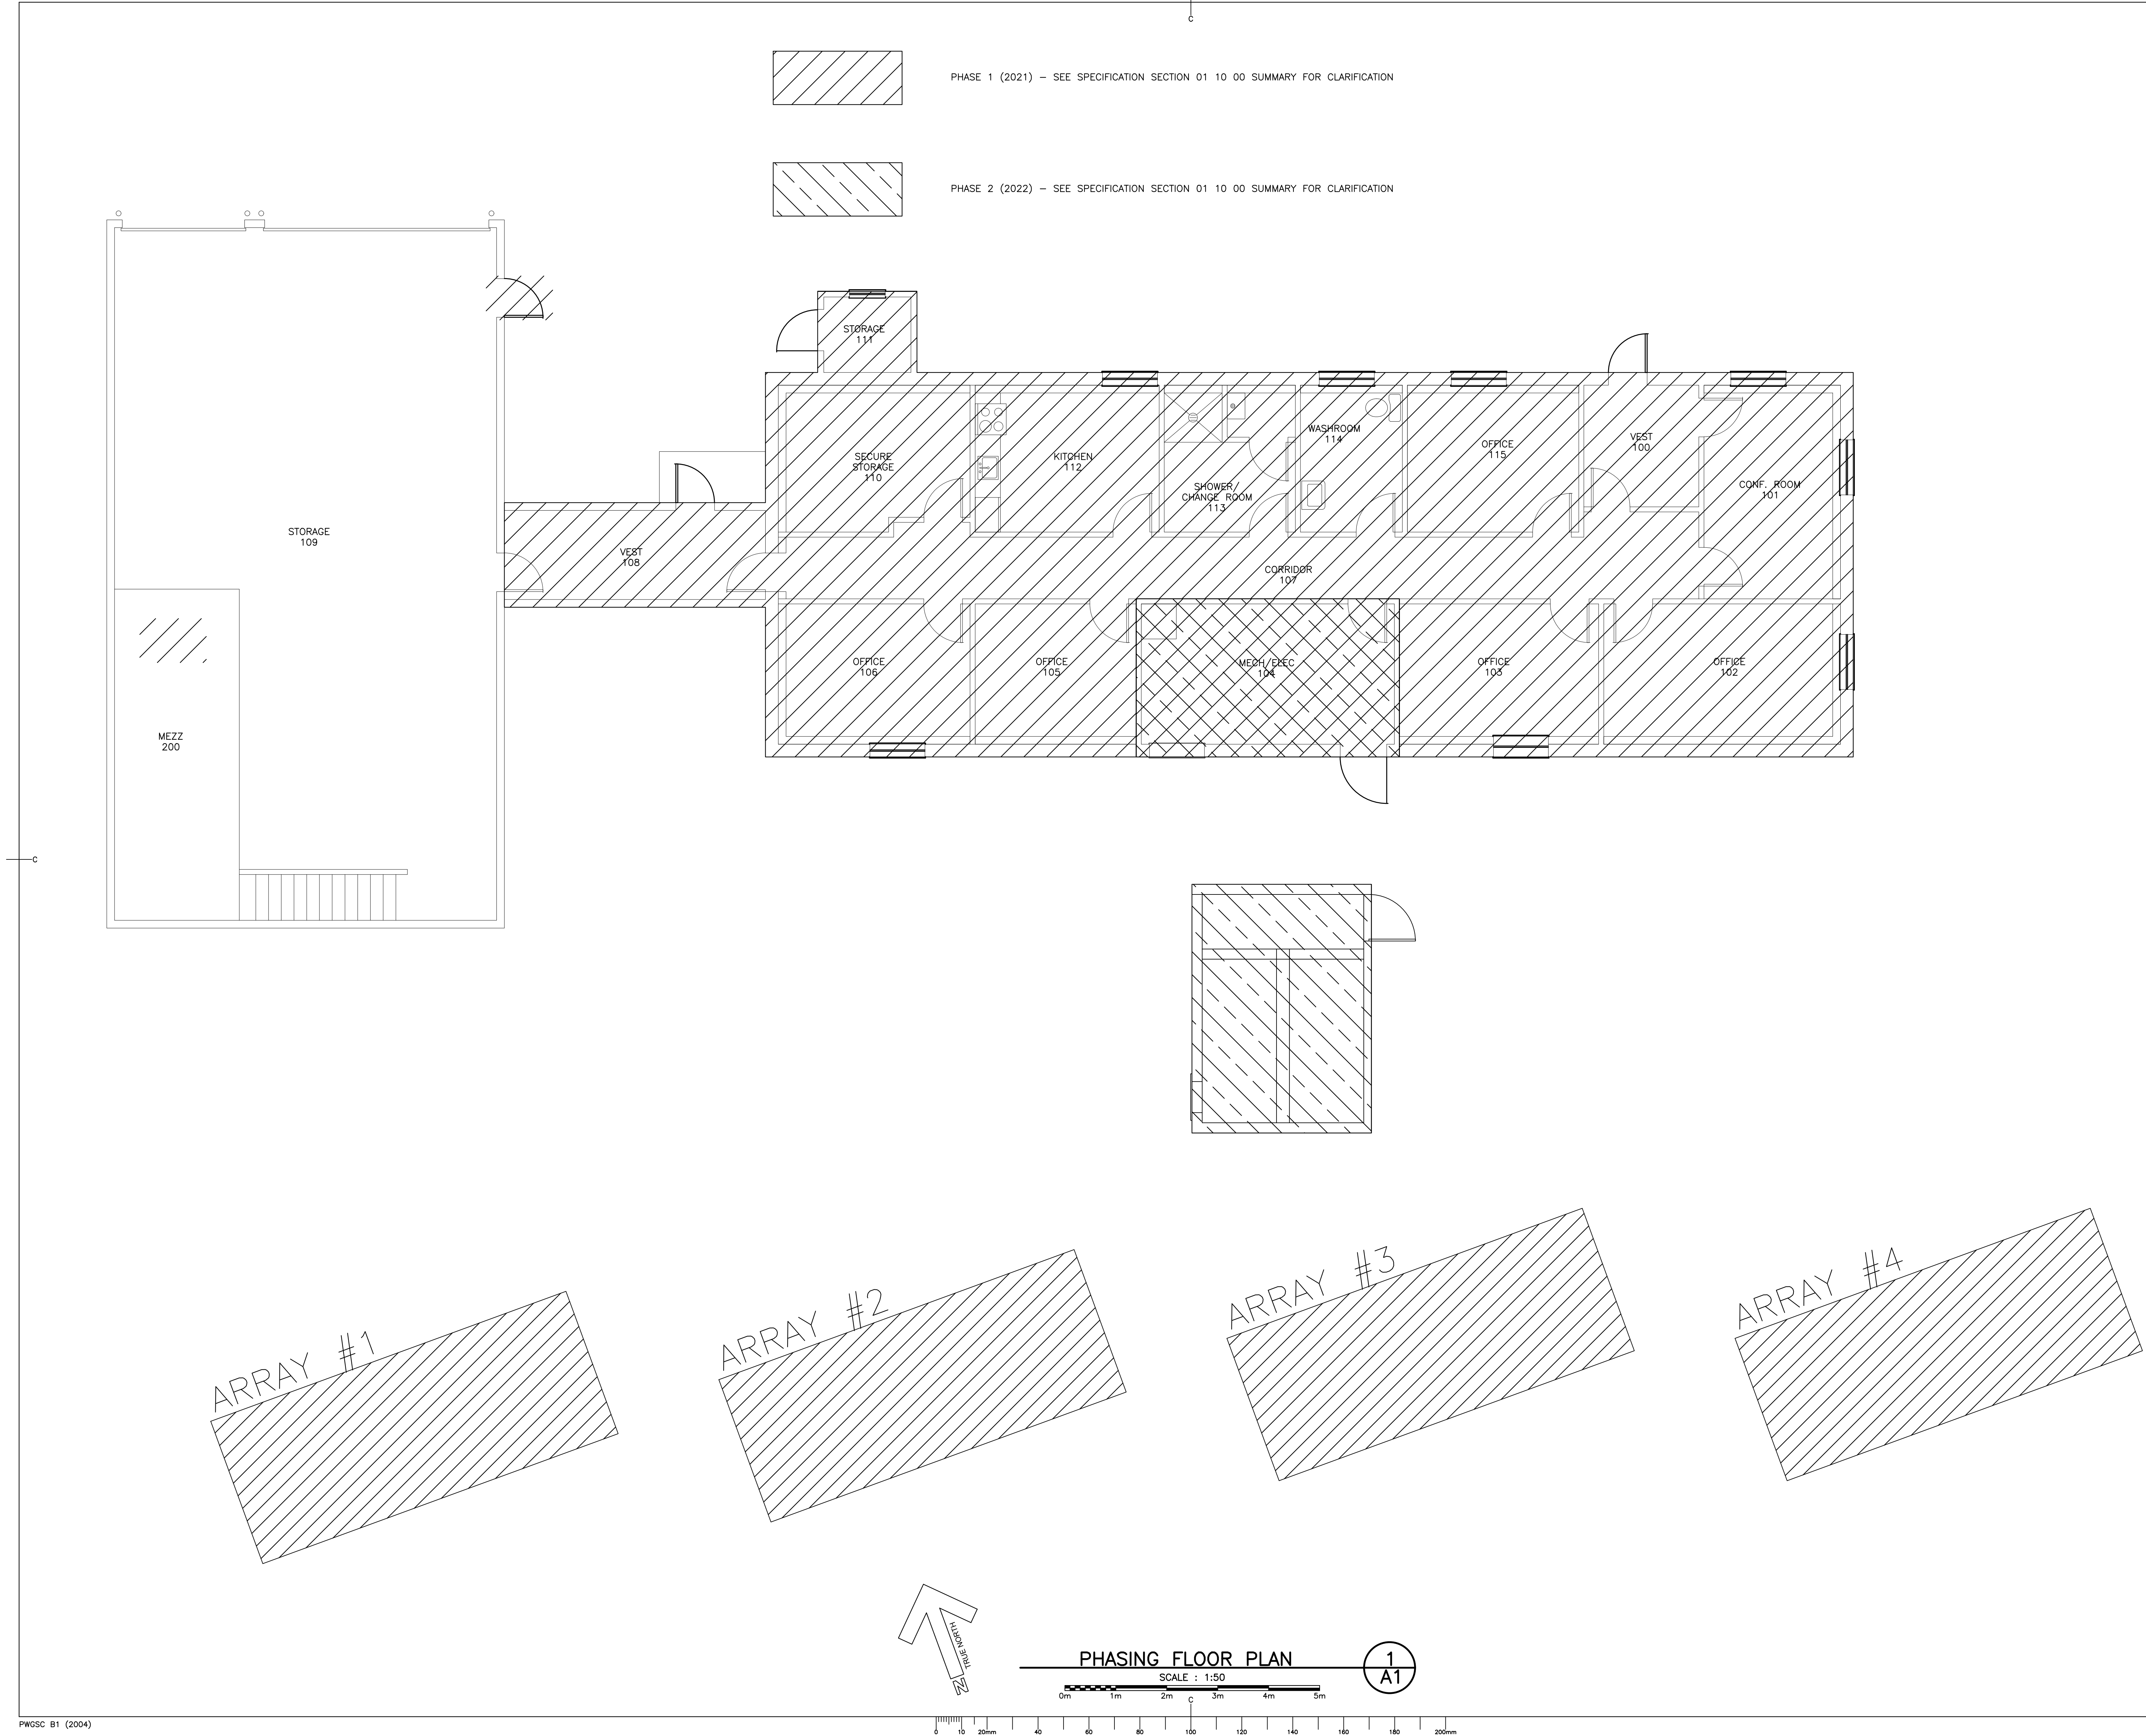 C
PHASE 1 (2021) – SEE SPECIFICATION SECTION 01 10 00 SUMMARY FOR CLARIFICATION
PHASE 2 (2022) – SEE SPECIFICATION SECTION 01 10 00 SUMMARY FOR CLARIFICATION
STORAGE
111
SECURE
STORAGE
110
KITCHEN
112
SHOWER/
CHANGE ROOM
113
WASHROOM
114
OFFICE
115
VEST
100
CONF. ROOM
101
STORAGE
109
VEST
108
CORRIDOR
107
OFFICE
106
OFFICE
105
MECH/ELEC
104
OFFICE
103
OFFICE
102
MEZZ
200
C
ARRAY #1
ARRAY #2
ARRAY #3
ARRAY #4
TRUE NORTH
N
PHASING FLOOR PLAN
1
A1
SCALE : 1:50
0m 1m 2m 3m 4m 5m
C
PWGSC B1 (2004)
0 10 20mm 40 60 80 100 120 140 160 180 200mm